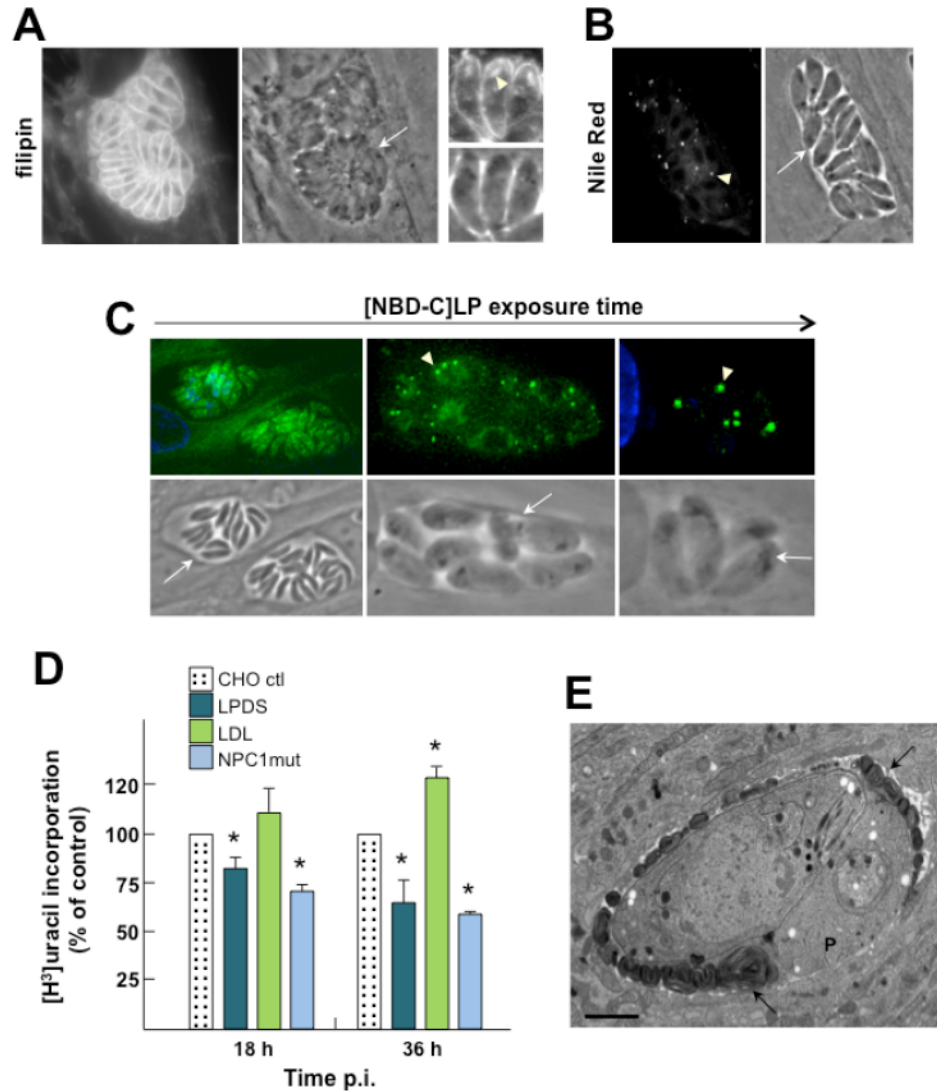 A
filipin
B
Nile Red
C
[NBD-C]LP exposure time
D
CHO ctl
LPDS
LDL
NPC1mut
[H³]uracil incorporation
(% of control)
120
100
75
50
25
*
*
*
*
*
18 h
36 h
Time p.i.
E
P